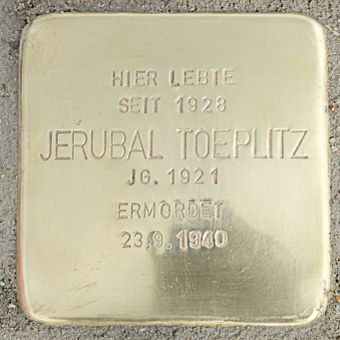 HIER LEBTE
SEIT 1928
JERUBAL TOEPLITZ
JG. 1921
ERMORDET
23.9. 1940